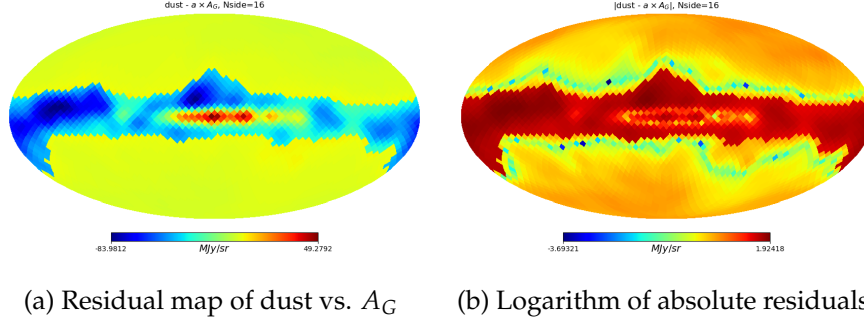 dust - a × A_G, Nside=16
|dust - a × A_G|, Nside=16
-83.9812 MJy/sr 49.2792
-3.69321 MJy/sr 1.92418
(a) Residual map of dust vs. A_G
(b) Logarithm of absolute residuals